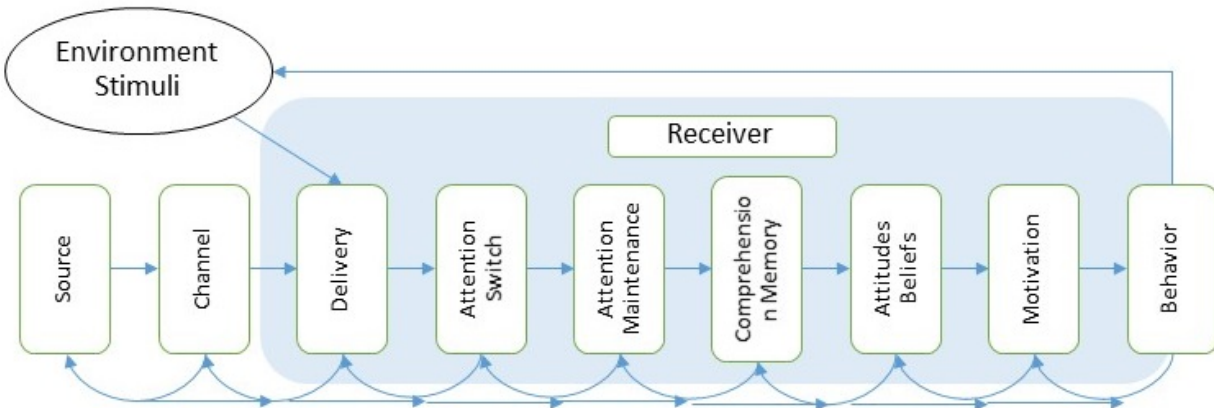 Environment
Stimuli
Receiver
Source
Channel
Delivery
Attention
Switch
Attention
Maintenance
Comprehensio
n Memory
Attitudes
Beliefs
Motivation
Behavior